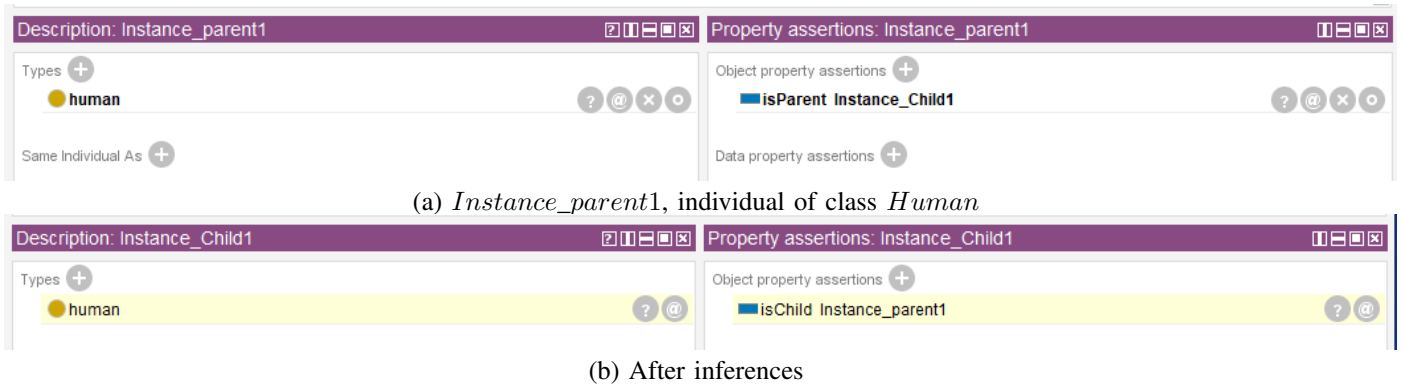 Description: Instance_parent1
Property assertions: Instance_parent1
Types
Object property assertions
human
isParent Instance_Child1
Same Individual As
Data property assertions
(a) Instance_parent1, individual of class Human
Description: Instance_Child1
Property assertions: Instance_Child1
Types
Object property assertions
human
isChild Instance_parent1
(b) After inferences